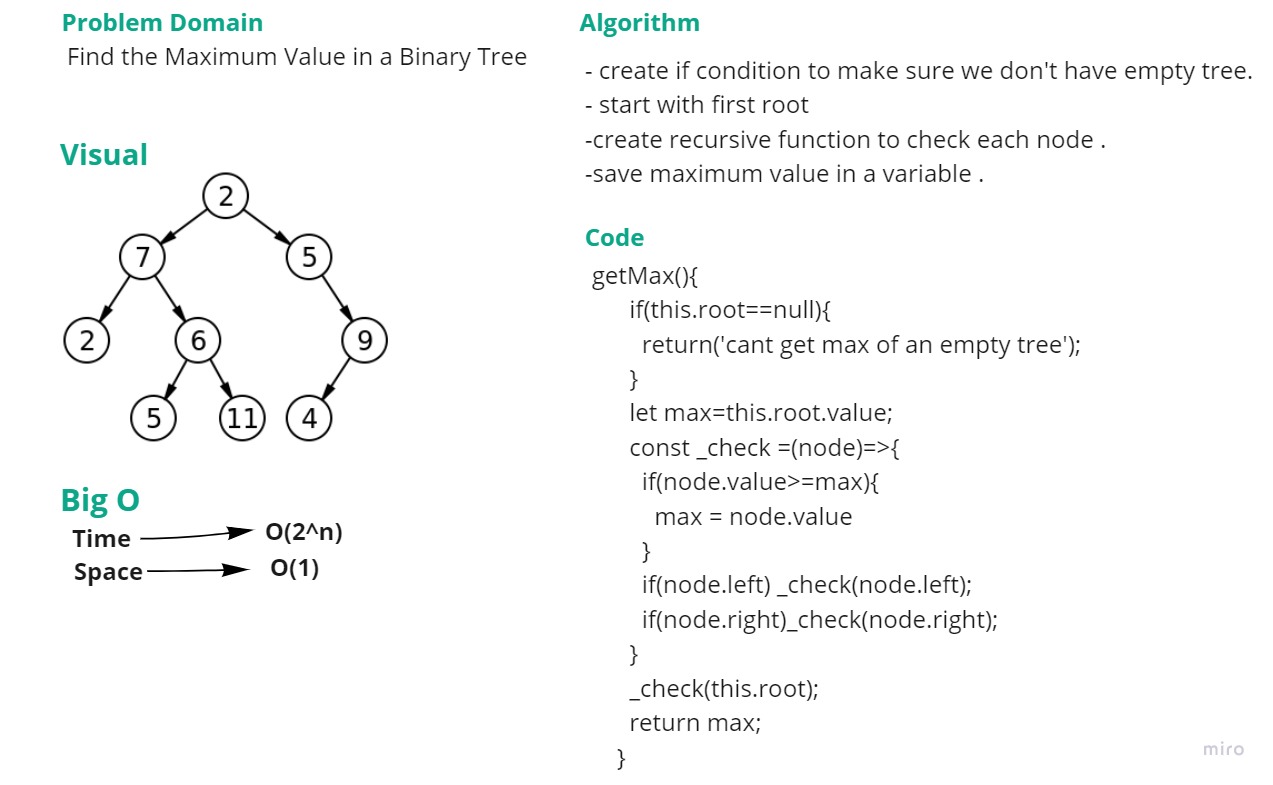 Problem Domain
Find the Maximum Value in a Binary Tree
Visual
2
7 5
2 6 9
5 11 4
Big O
Time O(2^n)
Space O(1)
Algorithm
- create if condition to make sure we don't have empty tree.
- start with first root
-create recursive function to check each node .
-save maximum value in a variable .
Code
getMax(){
if(this.root==null){
return('cant get max of an empty tree');
}
let max=this.root.value;
const _check =(node)=>{
if(node.value>=max){
max = node.value
}
if(node.left) _check(node.left);
if(node.right)_check(node.right);
}
_check(this.root);
return max;
}
miro